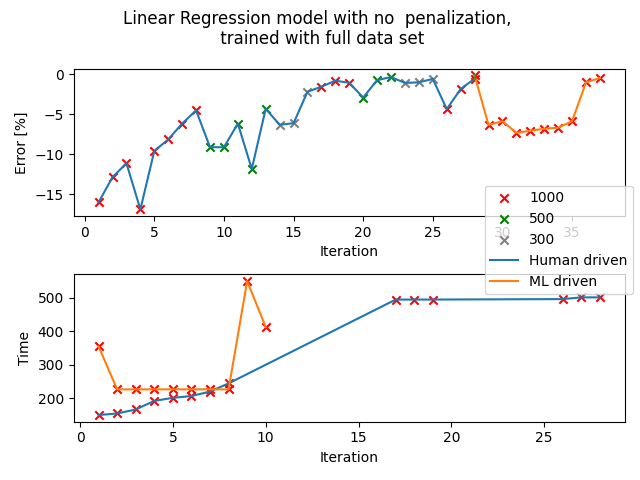 Linear Regression model with no  penalization,
trained with full data set
0
−5
−10
−15
Error [%]
0 5 10 15 20 25 30 35
Iteration
1000
500
300
Human driven
ML driven
500
400
300
200
Time
0 5 10 15 20 25
Iteration